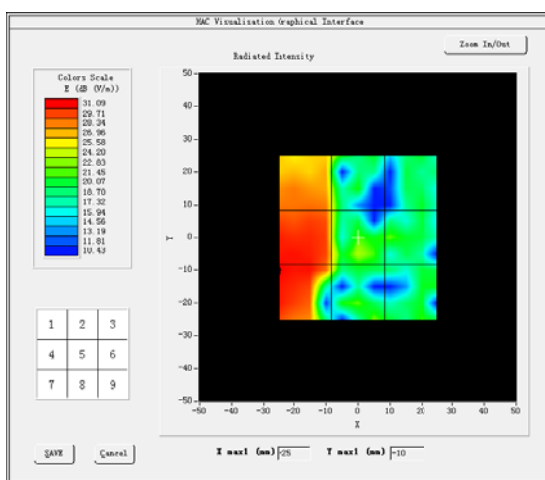 HAC Visualisation Graphical Interface
Zoom In/Out
Radiated Intensity
Colors Scale
E (dB (V/m))
31.09
29.71
28.34
26.96
25.58
24.20
22.83
21.45
20.07
18.70
17.32
15.94
14.56
13.19
11.81
10.43
50
40
30
20
10
0
-10
-20
-30
-40
-50
Y
-50 -40 -30 -20 -10 0 10 20 30 40 50
X
1 2 3
4 5 6
7 8 9
SAVE
Cancel
X max1 (mm) -25
Y max1 (mm) -10